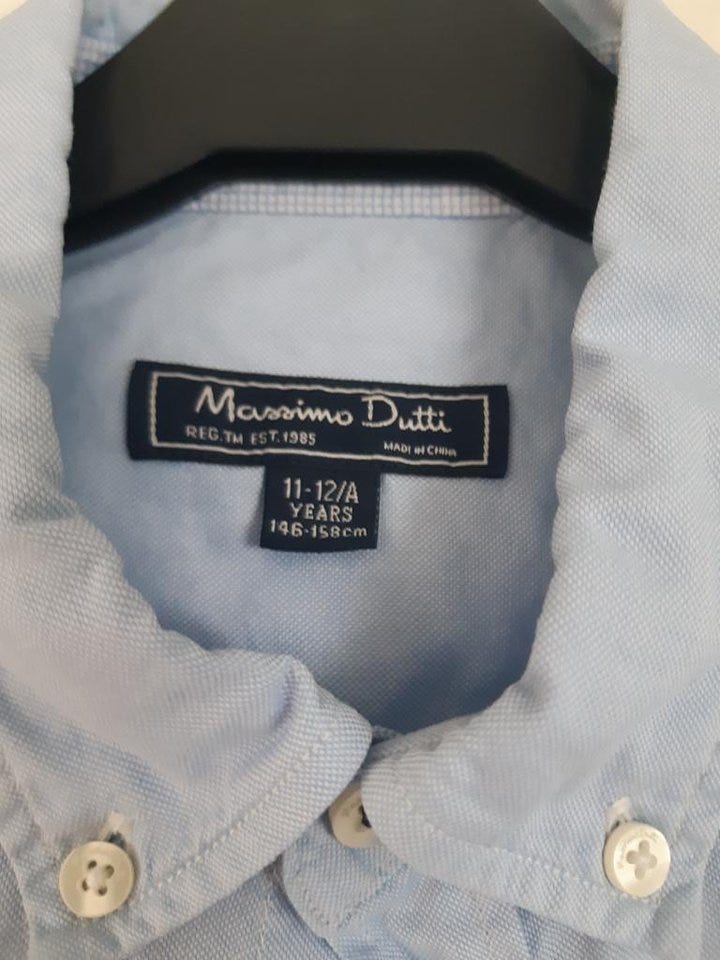 Massimo Dutti
REG.TM EST.1985 MADE IN CHINA
11-12/A
YEARS
146-158cm